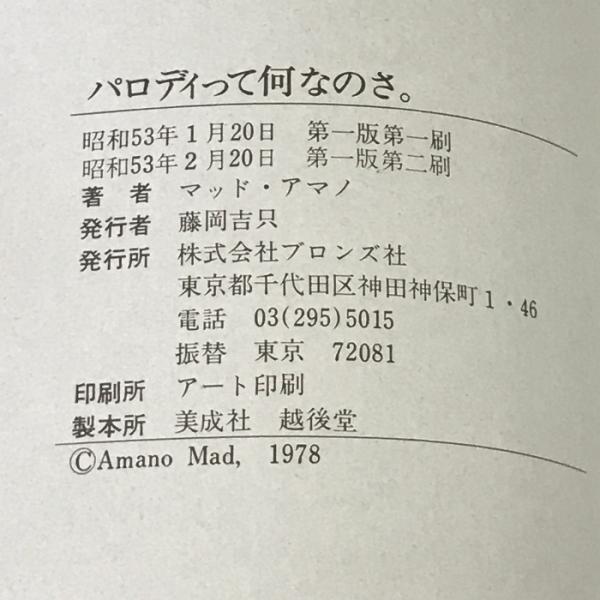 パロディって何なのさ。
昭和53年1月20日　第一版第一刷
昭和53年2月20日　第一版第二刷
著　者　マッド・アマノ
発行者　藤岡吉只
発行所　株式会社ブロンズ社
東京都千代田区神田神保町1・46
電話　03(295)5015
振替　東京　72081
印刷所　アート印刷
製本所　美成社　越後堂
©Amano Mad, 1978